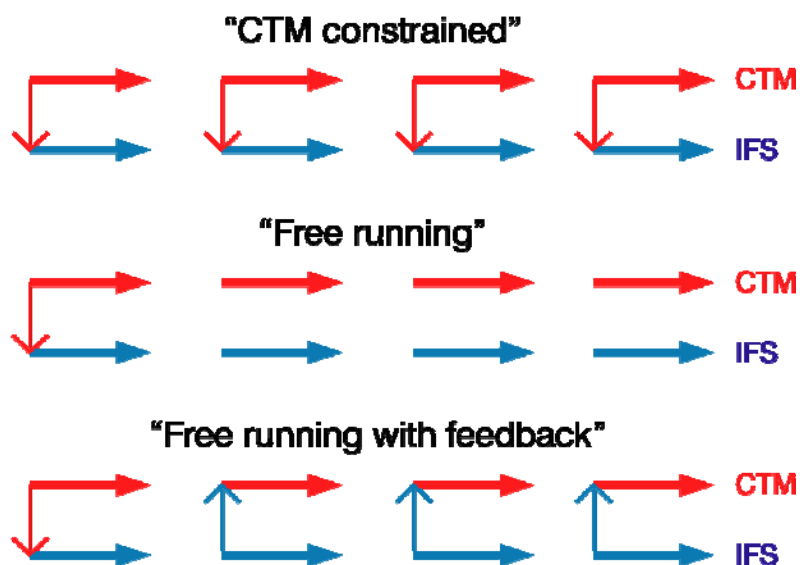 “CTM constrained”
CTM
IFS
“Free running”
CTM
IFS
“Free running with feedback”
CTM
IFS